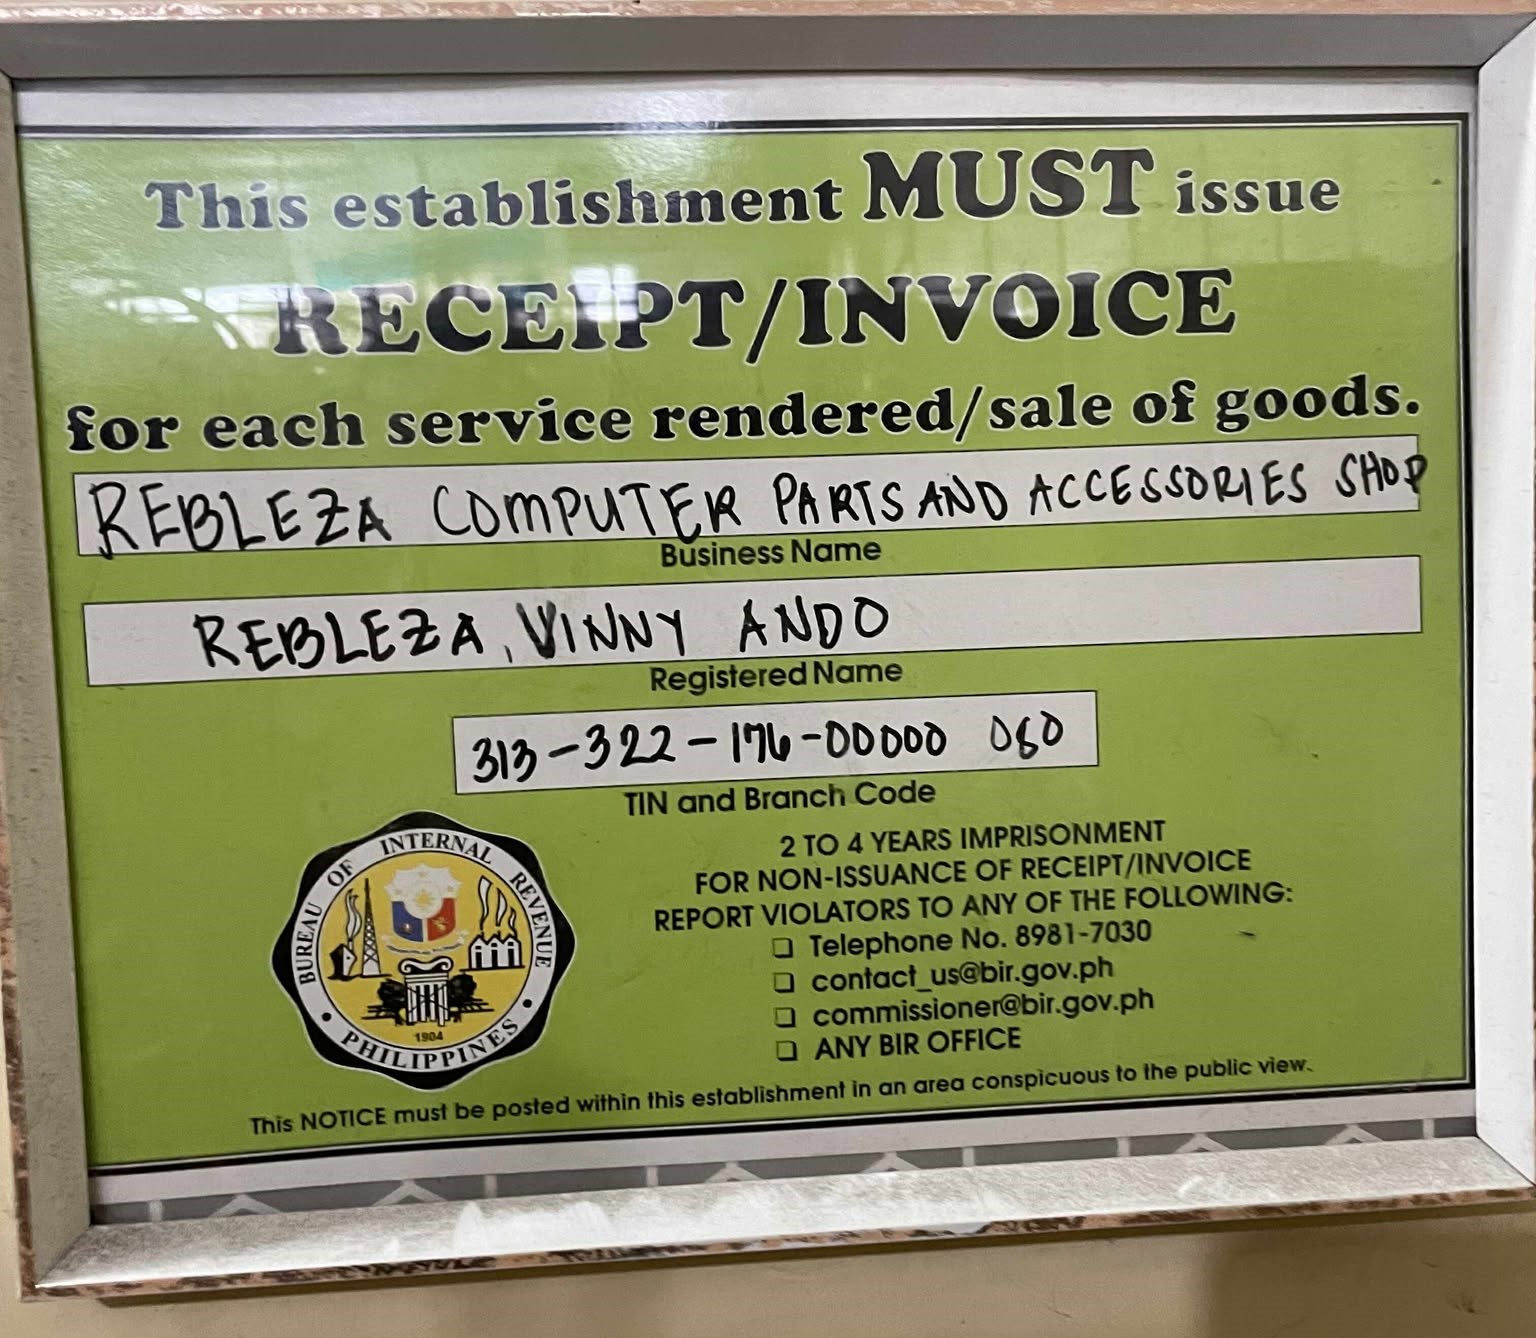 This establishment MUST issue
RECEIPT/INVOICE
for each service rendered/sale of goods.
REBLEZA COMPUTER PARTS AND ACCESSORIES SHOP
Business Name
REBLEZA, VINNY ANDO
Registered Name
313-322-176-00000 080
TIN and Branch Code
2 TO 4 YEARS IMPRISONMENT
FOR NON-ISSUANCE OF RECEIPT/INVOICE
REPORT VIOLATORS TO ANY OF THE FOLLOWING:
❑ Telephone No. 8981-7030
❑ contact_us@bir.gov.ph
❑ commissioner@bir.gov.ph
❑ ANY BIR OFFICE
BUREAU OF INTERNAL REVENUE
1904
PHILIPPINES
This NOTICE must be posted within this establishment in an area conspicuous to the public view.